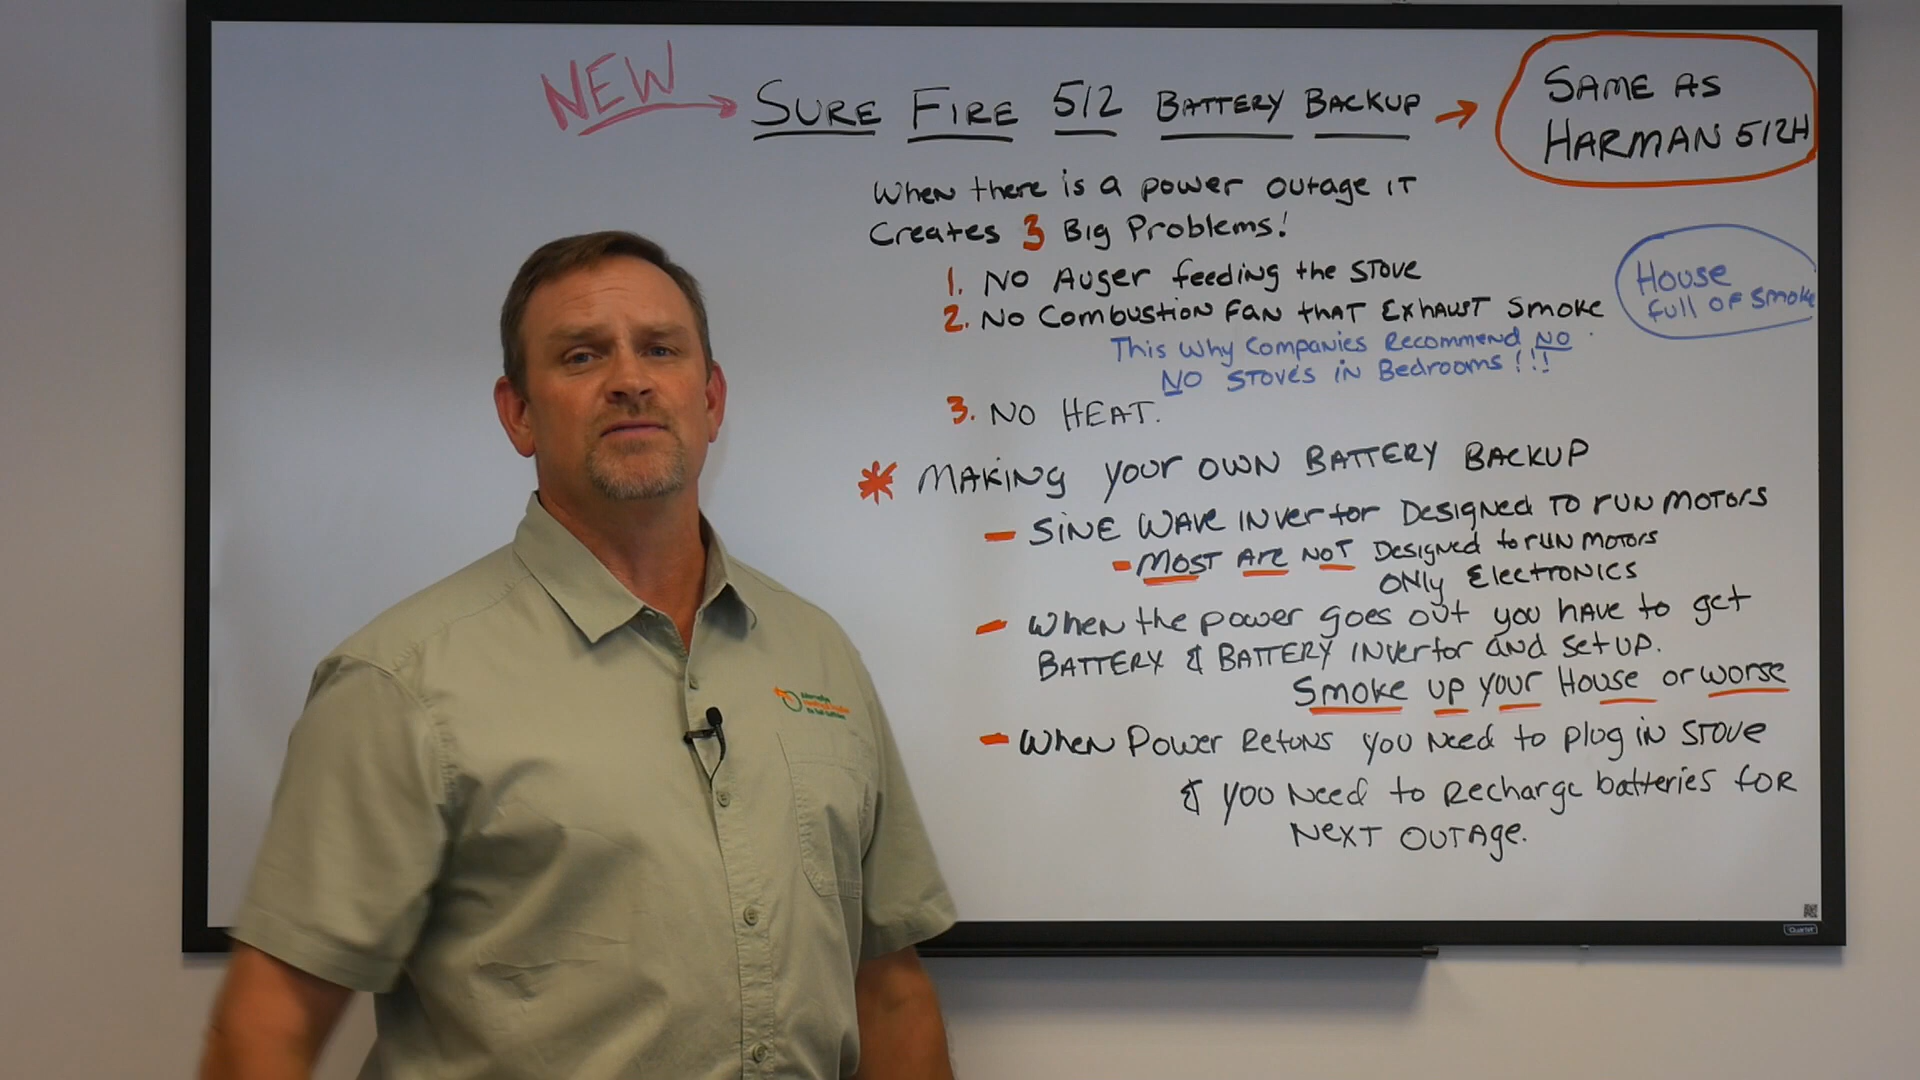 NEW
SURE FIRE 512 BATTERY BACKUP
SAME AS
HARMAN 512H
When there is a power outage it
Creates 3 Big Problems!
1. NO Auger feeding the STOVE
2. NO Combustion FAN THAT EXHAUST SMOKE
House
full of smoke
This Why Companies Recommend NO
NO STOVES in Bedrooms!!!
3. NO HEAT.
* MAKING YOUR OWN BATTERY BACKUP
- SINE WAVE INVERTOR DESIGNED TO RUN MOTORS
- MOST ARE NOT Designed to RUN MOTORS
ONLY ELECTRONICS
- When the power goes out you have to get
BATTERY & BATTERY INVERTOR and SET UP.
Smoke up your House or worse
- When Power Retuns you need to plug in STOVE
& you need to recharge batteries for
NEXT OUTAGE.